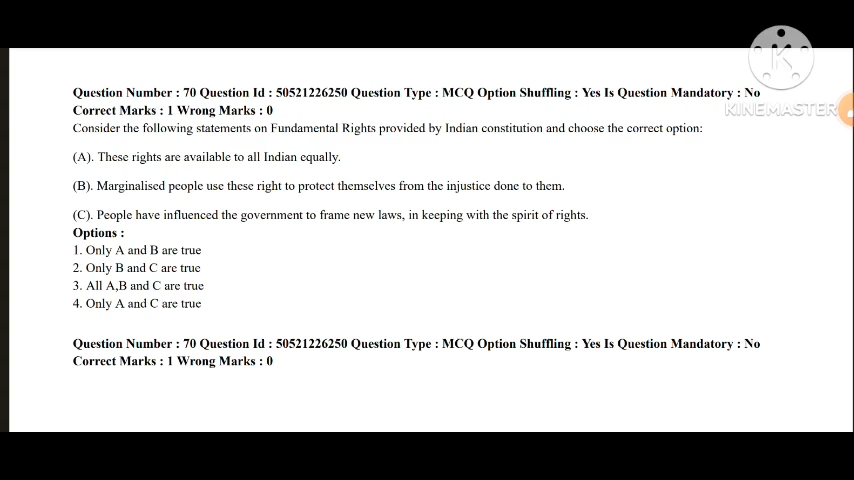 KINEMASTER
Question Number : 70 Question Id : 50521226250 Question Type : MCQ Option Shuffling : Yes Is Question Mandatory : No
Correct Marks : 1 Wrong Marks : 0
Consider the following statements on Fundamental Rights provided by Indian constitution and choose the correct option:
(A). These rights are available to all Indian equally.
(B). Marginalised people use these right to protect themselves from the injustice done to them.
(C). People have influenced the government to frame new laws, in keeping with the spirit of rights.
Options :
1. Only A and B are true
2. Only B and C are true
3. All A,B and C are true
4. Only A and C are true
Question Number : 70 Question Id : 50521226250 Question Type : MCQ Option Shuffling : Yes Is Question Mandatory : No
Correct Marks : 1 Wrong Marks : 0